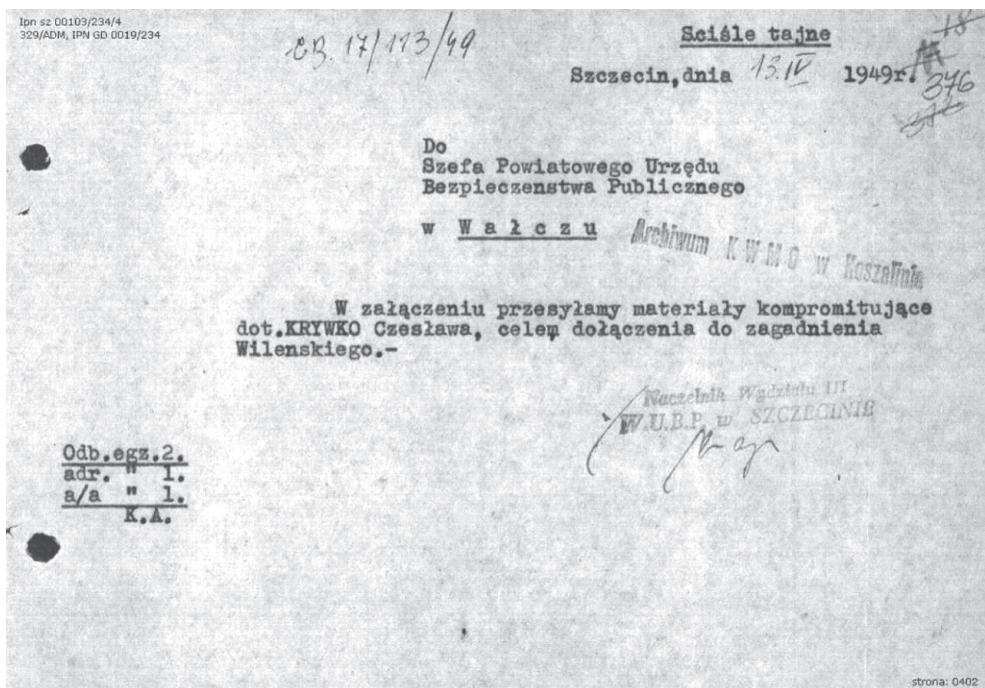 Ipn sz 00103/234/4
329/ADM, IPN GD 0019/234
18
376
Sciśle tajne
Szczecin,dnia 13.IV 1949r.
Do
Szefa Powiatowego Urzędu
Bezpieczenstwa Publicznego
w Wałczu
Archiwum K W M O w Koszalinie
W załączeniu przesyłamy materiały kompromitujące
dot.KRYWKO Czesława, celem dołączenia do zagadnienia
Wilenskiego.-
Naczelnik Wydziału III
W.U.B.P. w SZCZECINIE
Odb.egz.2.
adr. " 1.
a/a " 1.
K.A.
strona: 0402